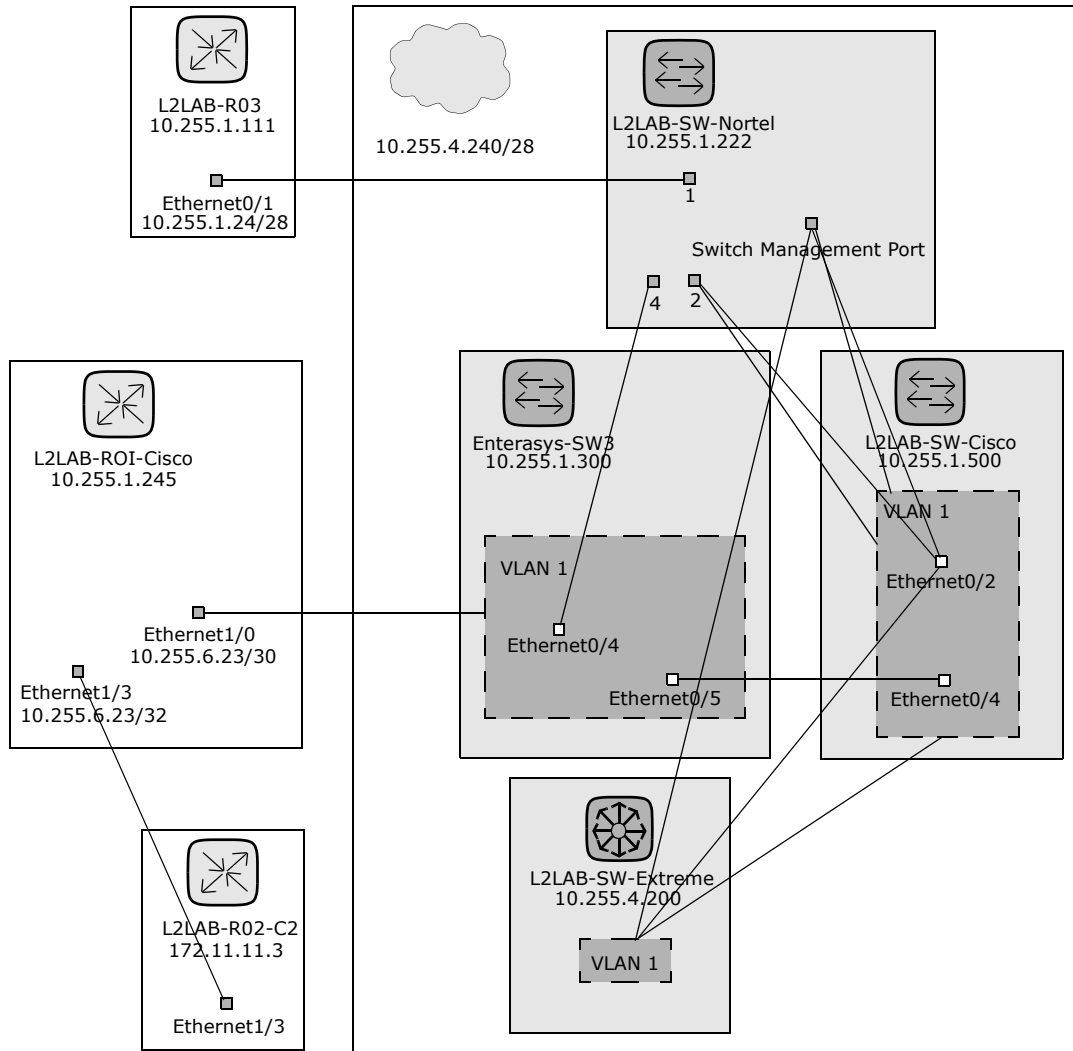 L2LAB-R03
10.255.1.111
Ethernet0/1
10.255.1.24/28
10.255.4.240/28
L2LAB-SW-Nortel
10.255.1.222
1
Switch Management Port
4
2
L2LAB-ROI-Cisco
10.255.1.245
Ethernet1/0
10.255.6.23/30
Ethernet1/3
10.255.6.23/32
Enterasys-SW3
10.255.1.300
VLAN 1
Ethernet0/4
Ethernet0/5
L2LAB-SW-Cisco
10.255.1.500
VLAN 1
Ethernet0/2
Ethernet0/4
L2LAB-R02-C2
172.11.11.3
Ethernet1/3
L2LAB-SW-Extreme
10.255.4.200
VLAN 1